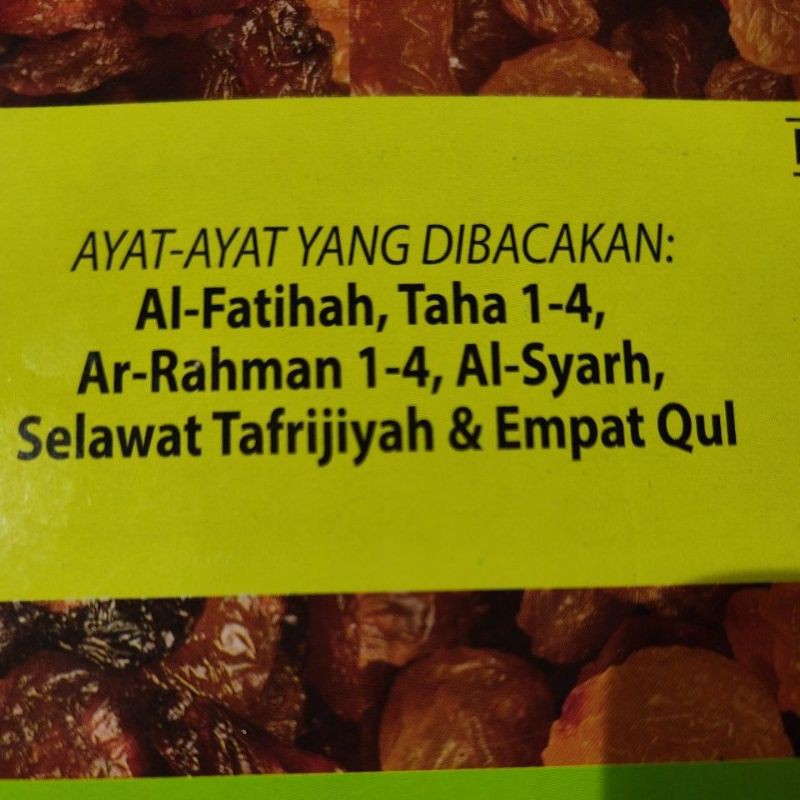 AYAT-AYAT YANG DIBACAKAN:
Al-Fatihah, Taha 1-4,
Ar-Rahman 1-4, Al-Syarh,
Selawat Tafrijiyah & Empat Qul